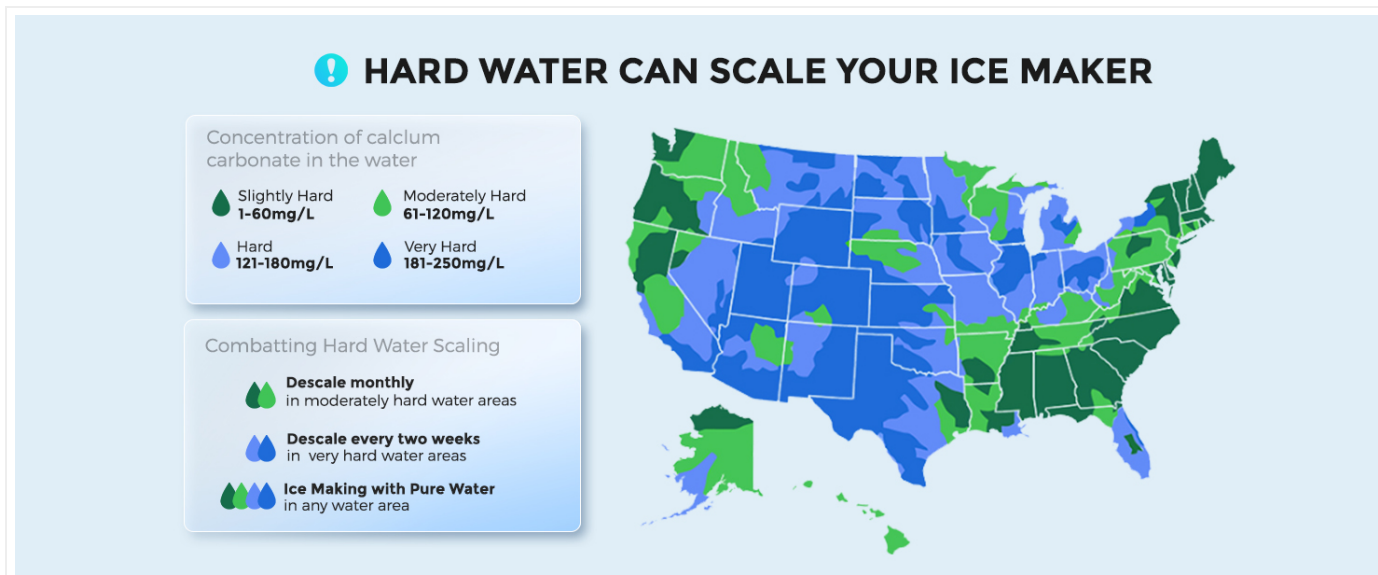 HARD WATER CAN SCALE YOUR ICE MAKER
Concentration of calclum
carbonate in the water
Slightly Hard
1-60mg/L
Moderately Hard
61-120mg/L
Hard
121-180mg/L
Very Hard
181-250mg/L
Combatting Hard Water Scaling
Descale monthly
in moderately hard water areas
Descale every two weeks
in very hard water areas
Ice Making with Pure Water
in any water area